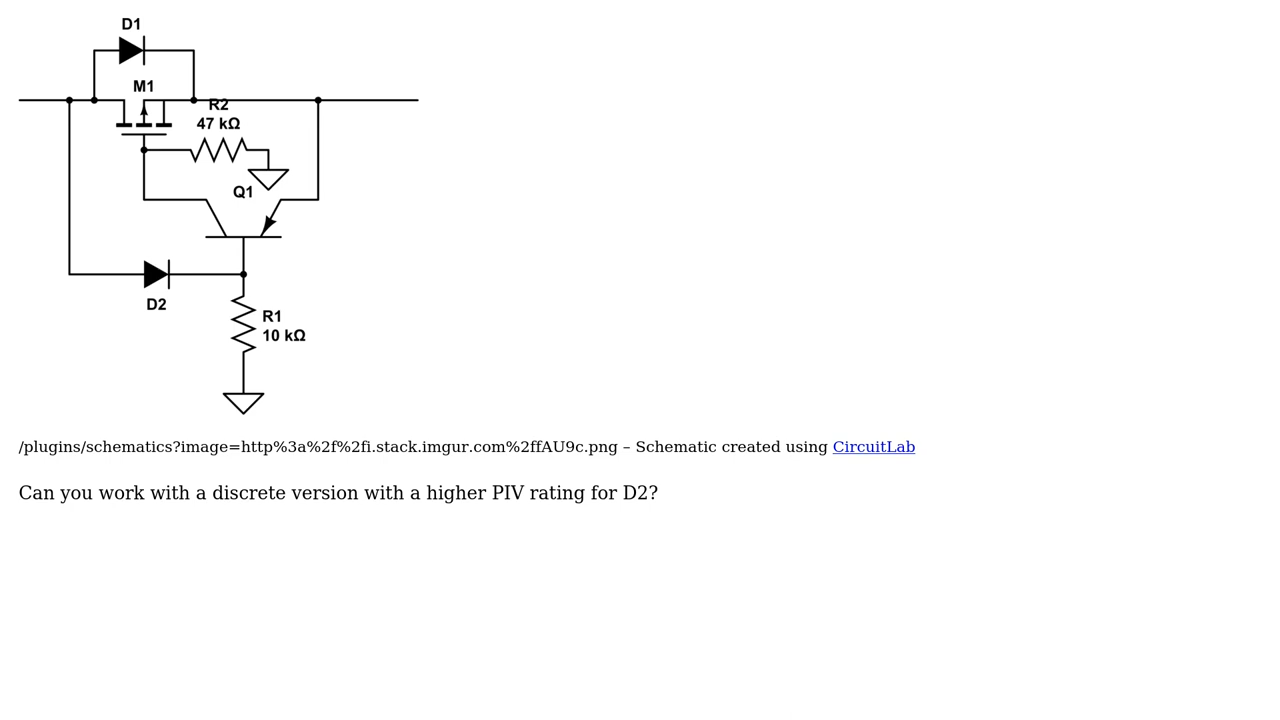 D1
M1
R2
47 kΩ
Q1
D2
R1
10 kΩ
/plugins/schematics?image=http%3a%2f%2fi.stack.imgur.com%2ffAU9c.png – Schematic created using CircuitLab
Can you work with a discrete version with a higher PIV rating for D2?